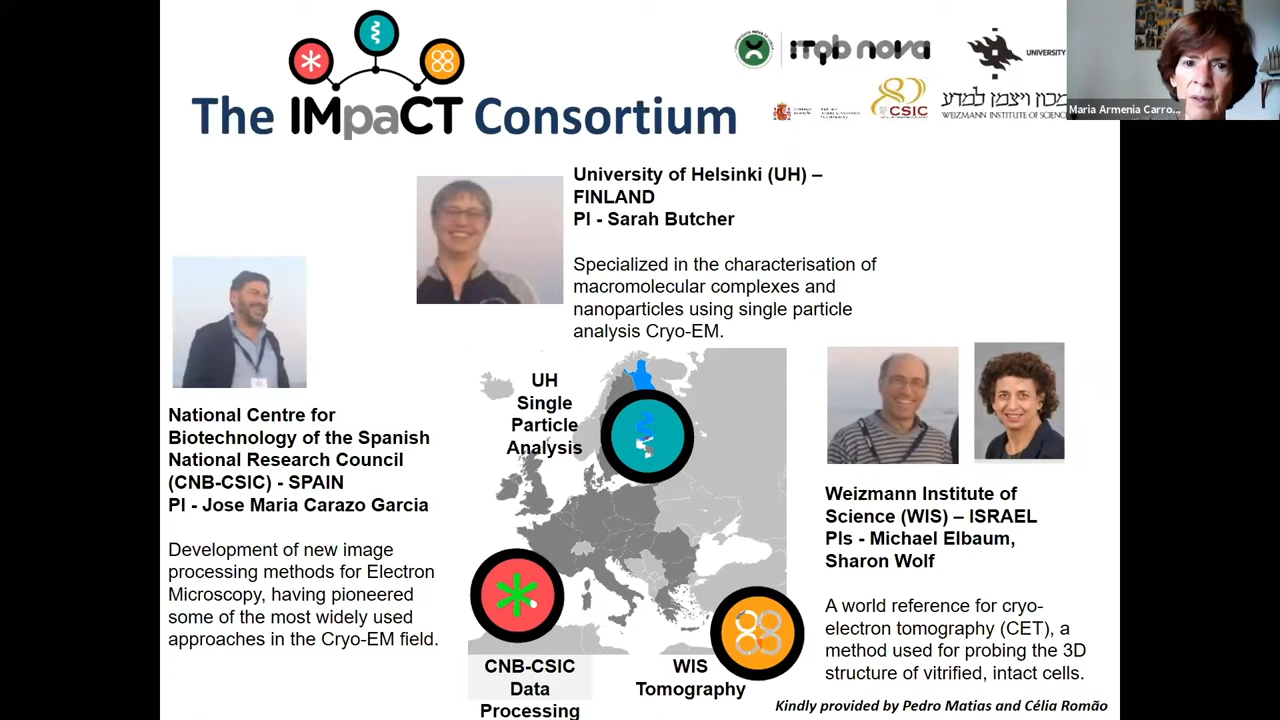 The IMpaCT Consortium
itqb nova
UNIVERSITY
CSIC
מכון ויצמן למדע
WEIZMANN INSTITUTE OF SCIENC
Maria Armenia Carro...
University of Helsinki (UH) –
FINLAND
PI - Sarah Butcher
Specialized in the characterisation of
macromolecular complexes and
nanoparticles using single particle
analysis Cryo-EM.
National Centre for
Biotechnology of the Spanish
National Research Council
(CNB-CSIC) - SPAIN
PI - Jose Maria Carazo Garcia
Development of new image
processing methods for Electron
Microscopy, having pioneered
some of the most widely used
approaches in the Cryo-EM field.
UH
Single
Particle
Analysis
CNB-CSIC
Data
Processing
WIS
Tomography
Weizmann Institute of
Science (WIS) – ISRAEL
PIs - Michael Elbaum,
Sharon Wolf
A world reference for cryo-
electron tomography (CET), a
method used for probing the 3D
structure of vitrified, intact cells.
Kindly provided by Pedro Matias and Célia Romão